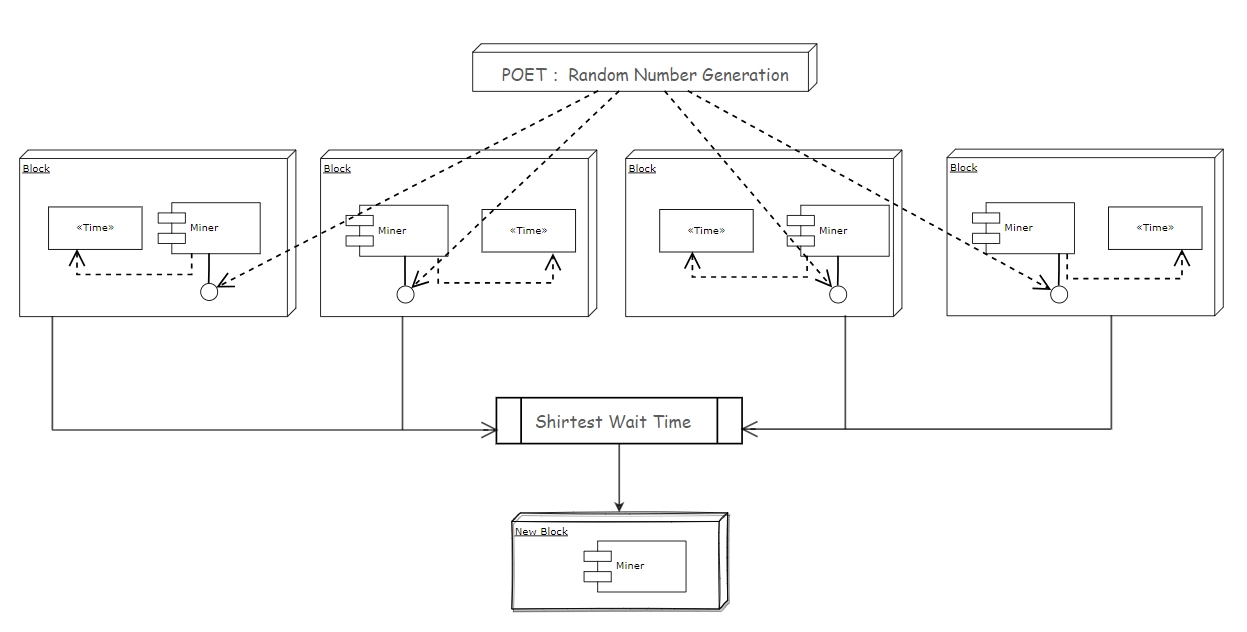 POET : Random Number Generation
Block
«Time»
Miner
Block
Miner
«Time»
Block
«Time»
Miner
Block
Miner
«Time»
Shirtest Wait Time
New Block
Miner